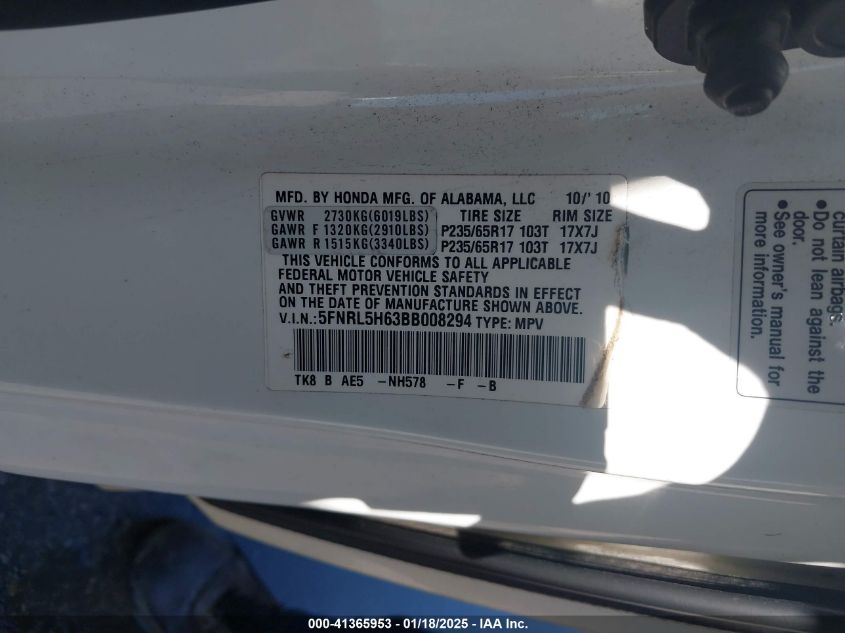 MFD. BY HONDA MFG. OF ALABAMA, LLC 10/'10
GVWR 2730KG(6019LBS) TIRE SIZE RIM SIZE
GAWR F 1320KG(2910LBS) P235/65R17 103T 17X7J
GAWR R 1515KG(3340LBS) P235/65R17 103T 17X7J
THIS VEHICLE CONFORMS TO ALL APPLICABLE
FEDERAL MOTOR VEHICLE SAFETY
AND THEFT PREVENTION STANDARDS IN EFFECT
ON THE DATE OF MANUFACTURE SHOWN ABOVE.
V.I.N.:5FNRL5H63BB008294 TYPE: MPV
TK8 B AE5 -NH578 -F -B
curtain airbags.
●Do not lean against the
door.
●See owner's manual for
more information.
000-41365953 - 01/18/2025 - IAA Inc.